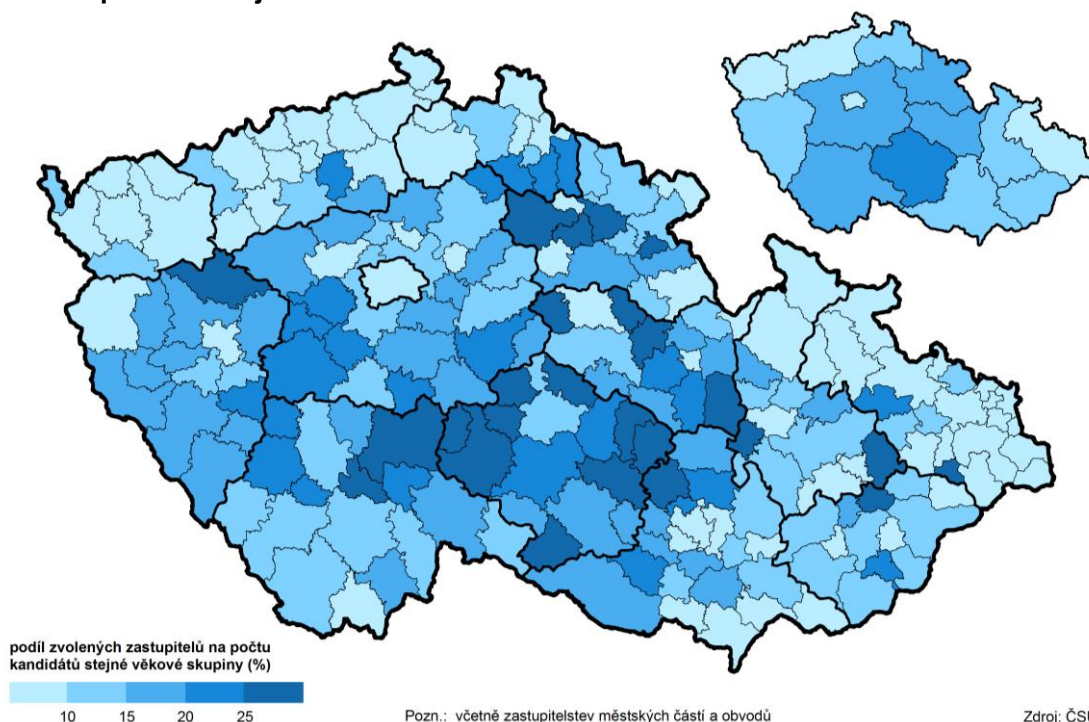 podíl zvolených zastupitelů na počtu
kandidátů stejné věkové skupiny (%)
10 15 20 25
Pozn.: včetně zastupitelstev městských částí a obvodů
Zdroj: